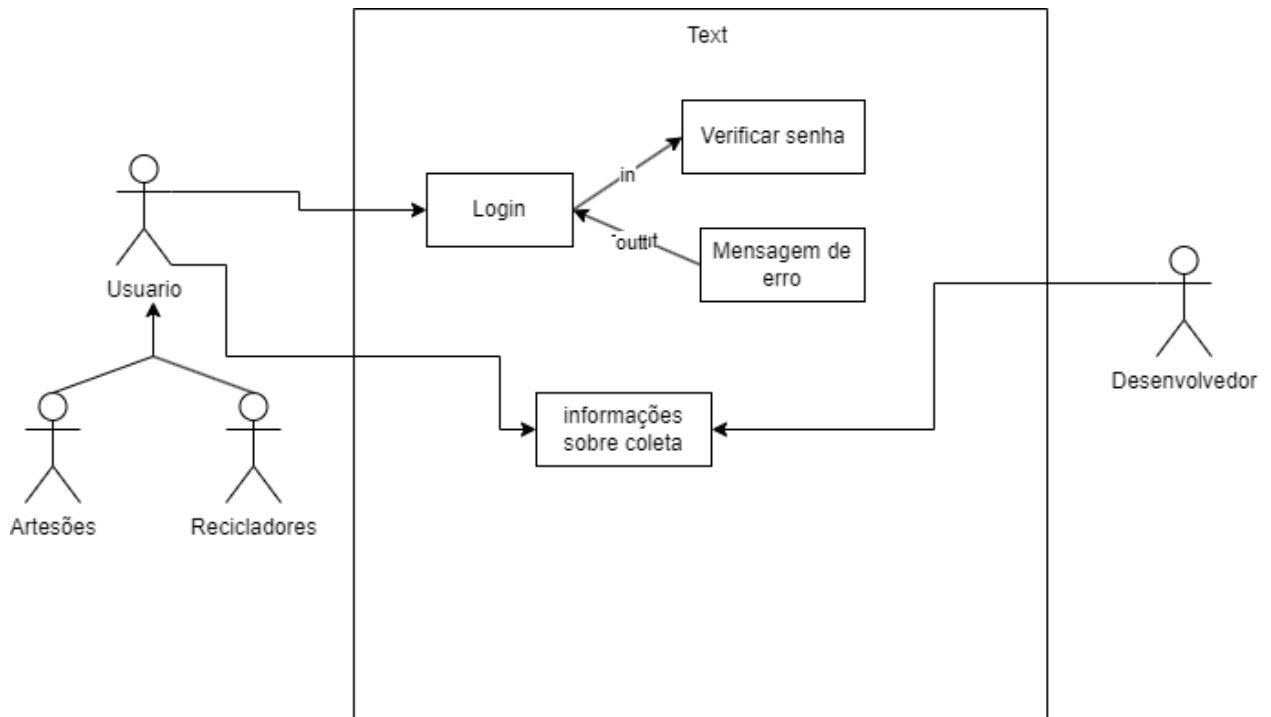 Text
Verificar senha
in
Login
Mensagem de
erro
Usuario
Desenvolvedor
informações
sobre coleta
Artesões
Recicladores